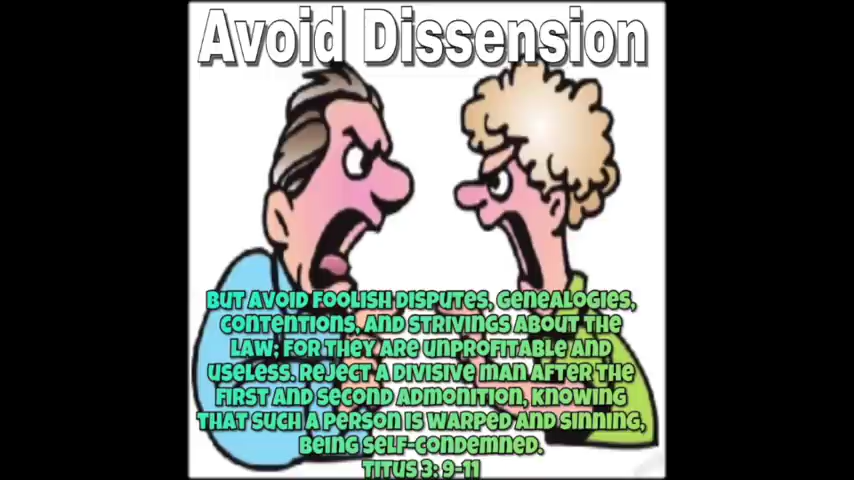 Avoid Dissension
But avoid foolish disputes, genealogies,
contentions, and strivings about the
law; for they are unprofitable and
useless. Reject a divisive man after the
first and second admonition, knowing
that such a person is warped and sinning,
being self-condemned.
Titus 3: 9-11